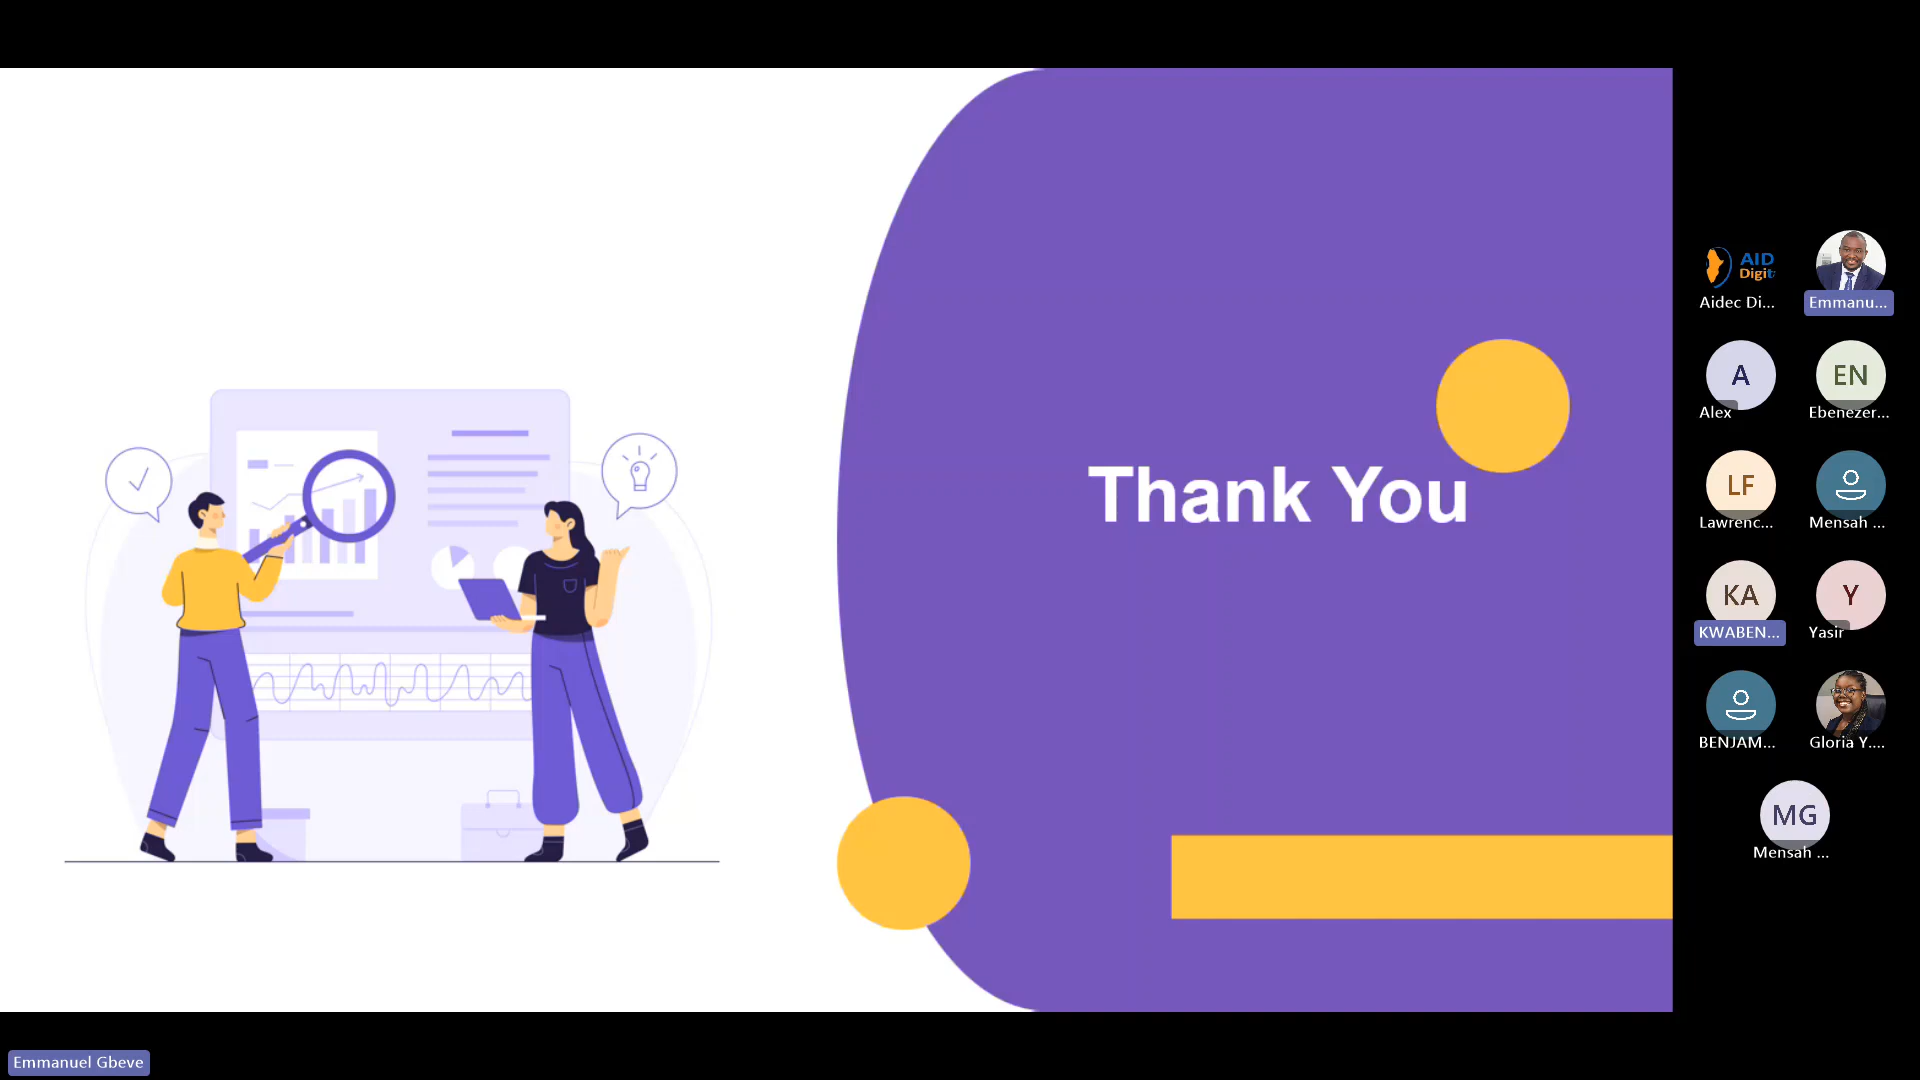 Thank You
AID
Digit
Aidec Di...
Emmanu...
A
Alex
EN
Ebenezer...
LF
Lawrenc...
Mensah ...
KA
KWABEN...
Y
Yasir
BENJAM...
Gloria Y....
MG
Mensah ...
Emmanuel Gbeve